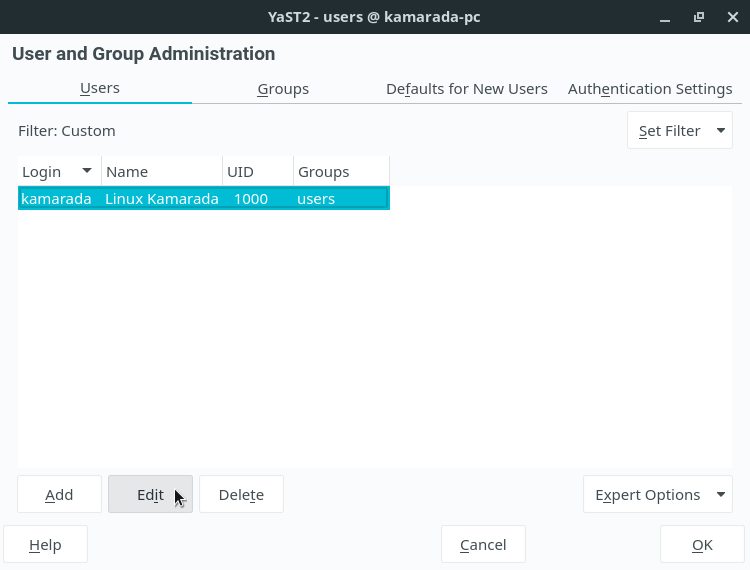 YaST2 - users @ kamarada-pc
User and Group Administration
Users Groups Defaults for New Users Authentication Settings
Filter: Custom Set Filter
Login Name UID Groups
kamarada Linux Kamarada 1000 users
Add Edit Delete Expert Options
Help Cancel OK